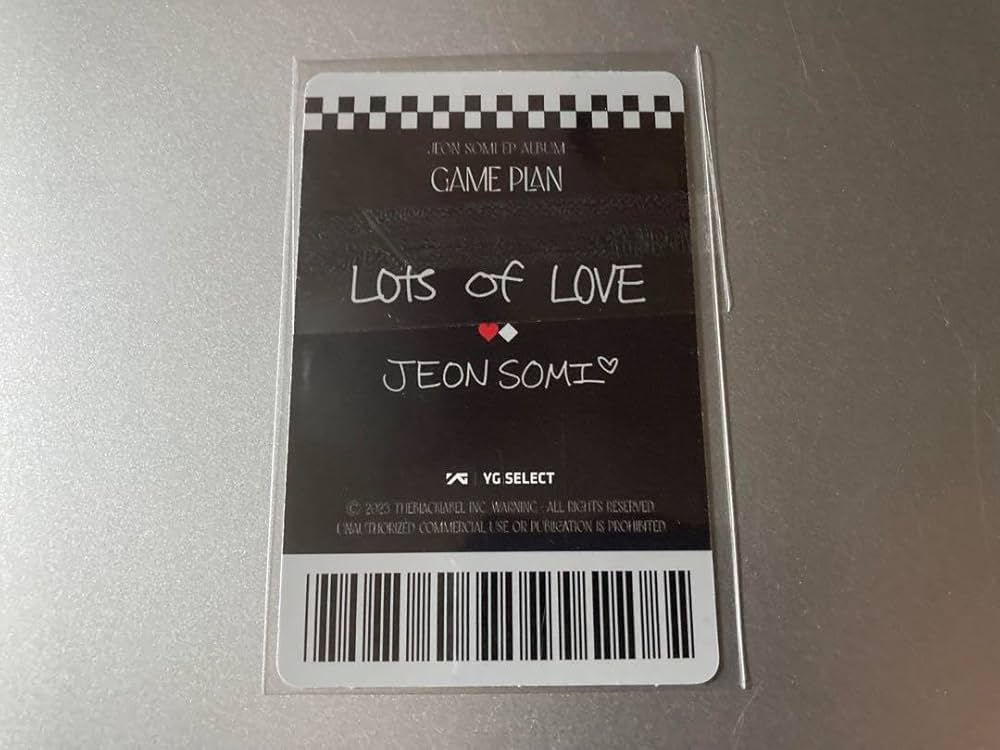 JEON SOMI EP ALBUM
GAME PLAN
LOts of LOVE
JEON SOMI♡
YG | YG SELECT
© 2023 THEBLACKLABEL INC. WARNING - ALL RIGHTS RESERVED.
UNAUTHORIZED COMMERCIAL USE OR PUBLICATION IS PROHIBITED.